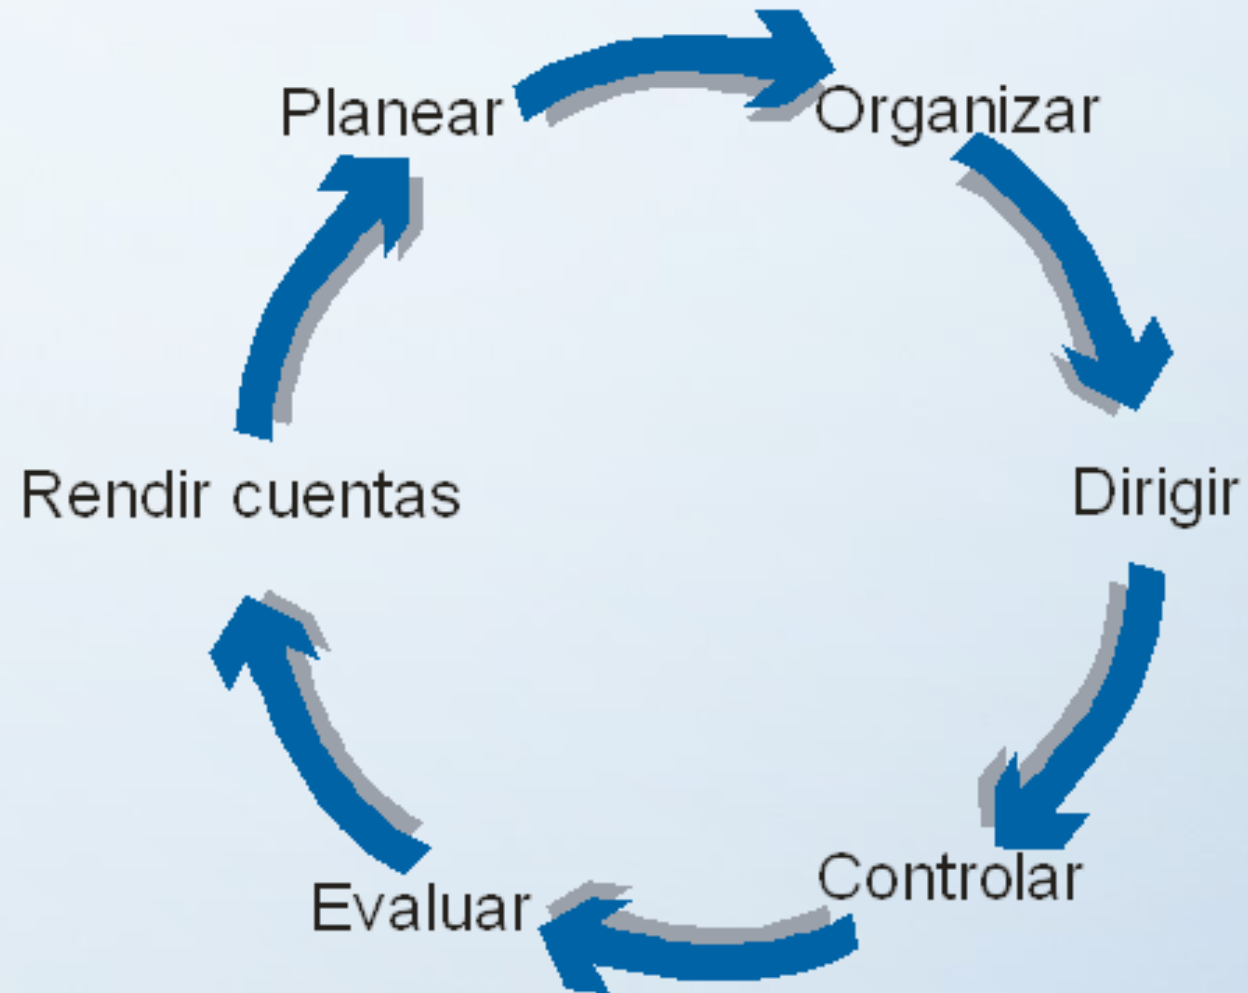 Planear
Organizar
Dirigir
Controlar
Evaluar
Rendir cuentas